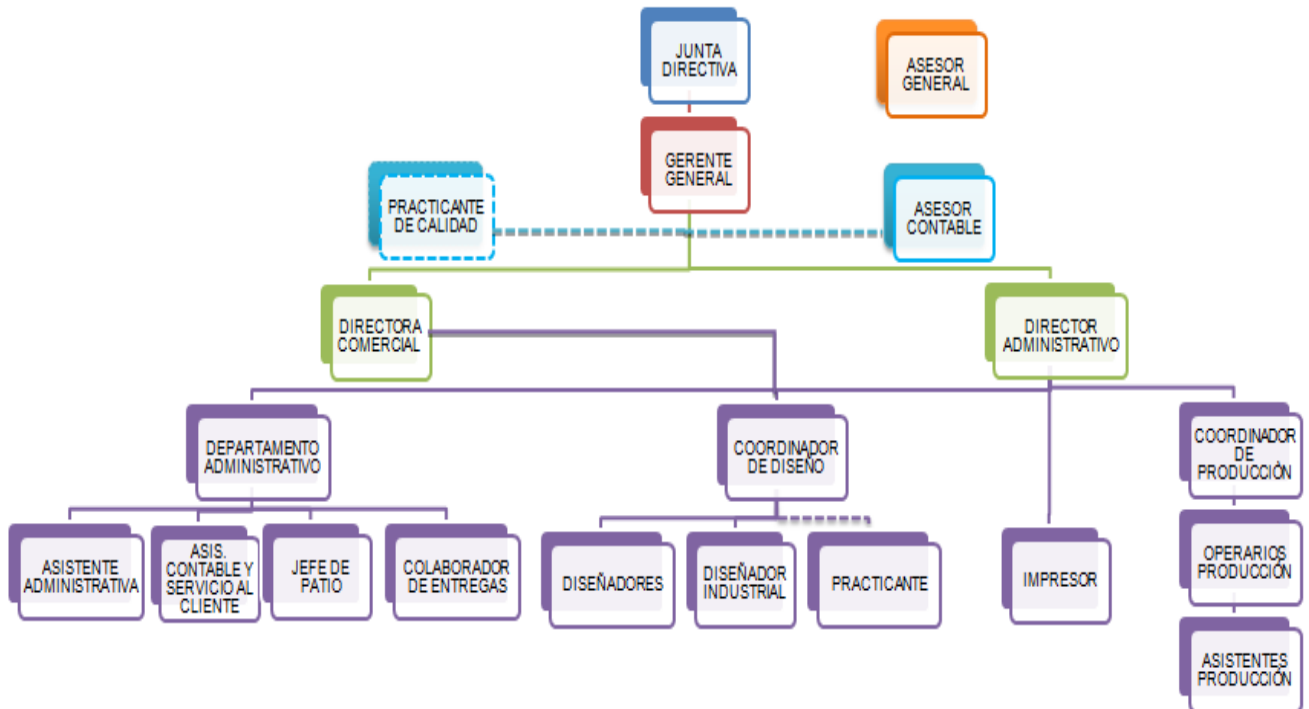 JUNTA
DIRECTIVA
ASESOR
GENERAL
GERENTE
GENERAL
PRACTICANTE
DE CALIDAD
ASESOR
CONTABLE
DIRECTORA
COMERCIAL
DIRECTOR
ADMINISTRATIVO
DEPARTAMENTO
ADMINISTRATIVO
COORDINADOR
DE DISEÑO
COORDINADOR
DE
PRODUCCIÒN
ASISTENTE
ADMINISTRATIVA
ASIS.
CONTABLE Y
SERVICIO AL
CLIENTE
JEFE DE
PATIO
COLABORADOR
DE ENTREGAS
DISEÑADORES
DISEÑADOR
INDUSTRIAL
PRACTICANTE
IMPRESOR
OPERARIOS
PRODUCCIÓN
ASISTENTES
PRODUCCIÓN